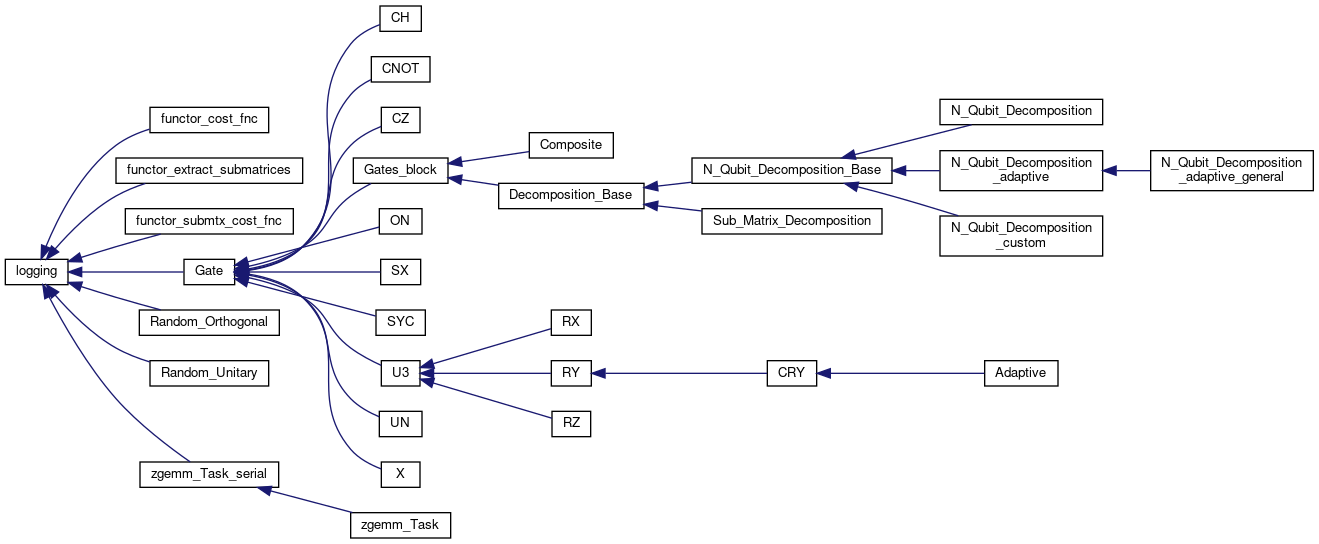 CH
CNOT
functor_cost_fnc
CZ
N_Qubit_Decomposition
Composite
functor_extract_submatrices
Gates_block
N_Qubit_Decomposition_Base
N_Qubit_Decomposition
_adaptive
N_Qubit_Decomposition
_adaptive_general
Decomposition_Base
functor_submtx_cost_fnc
ON
Sub_Matrix_Decomposition
N_Qubit_Decomposition
_custom
logging
Gate
SX
Random_Orthogonal
SYC
RX
Random_Unitary
U3
RY
CRY
Adaptive
UN
RZ
zgemm_Task_serial
X
zgemm_Task